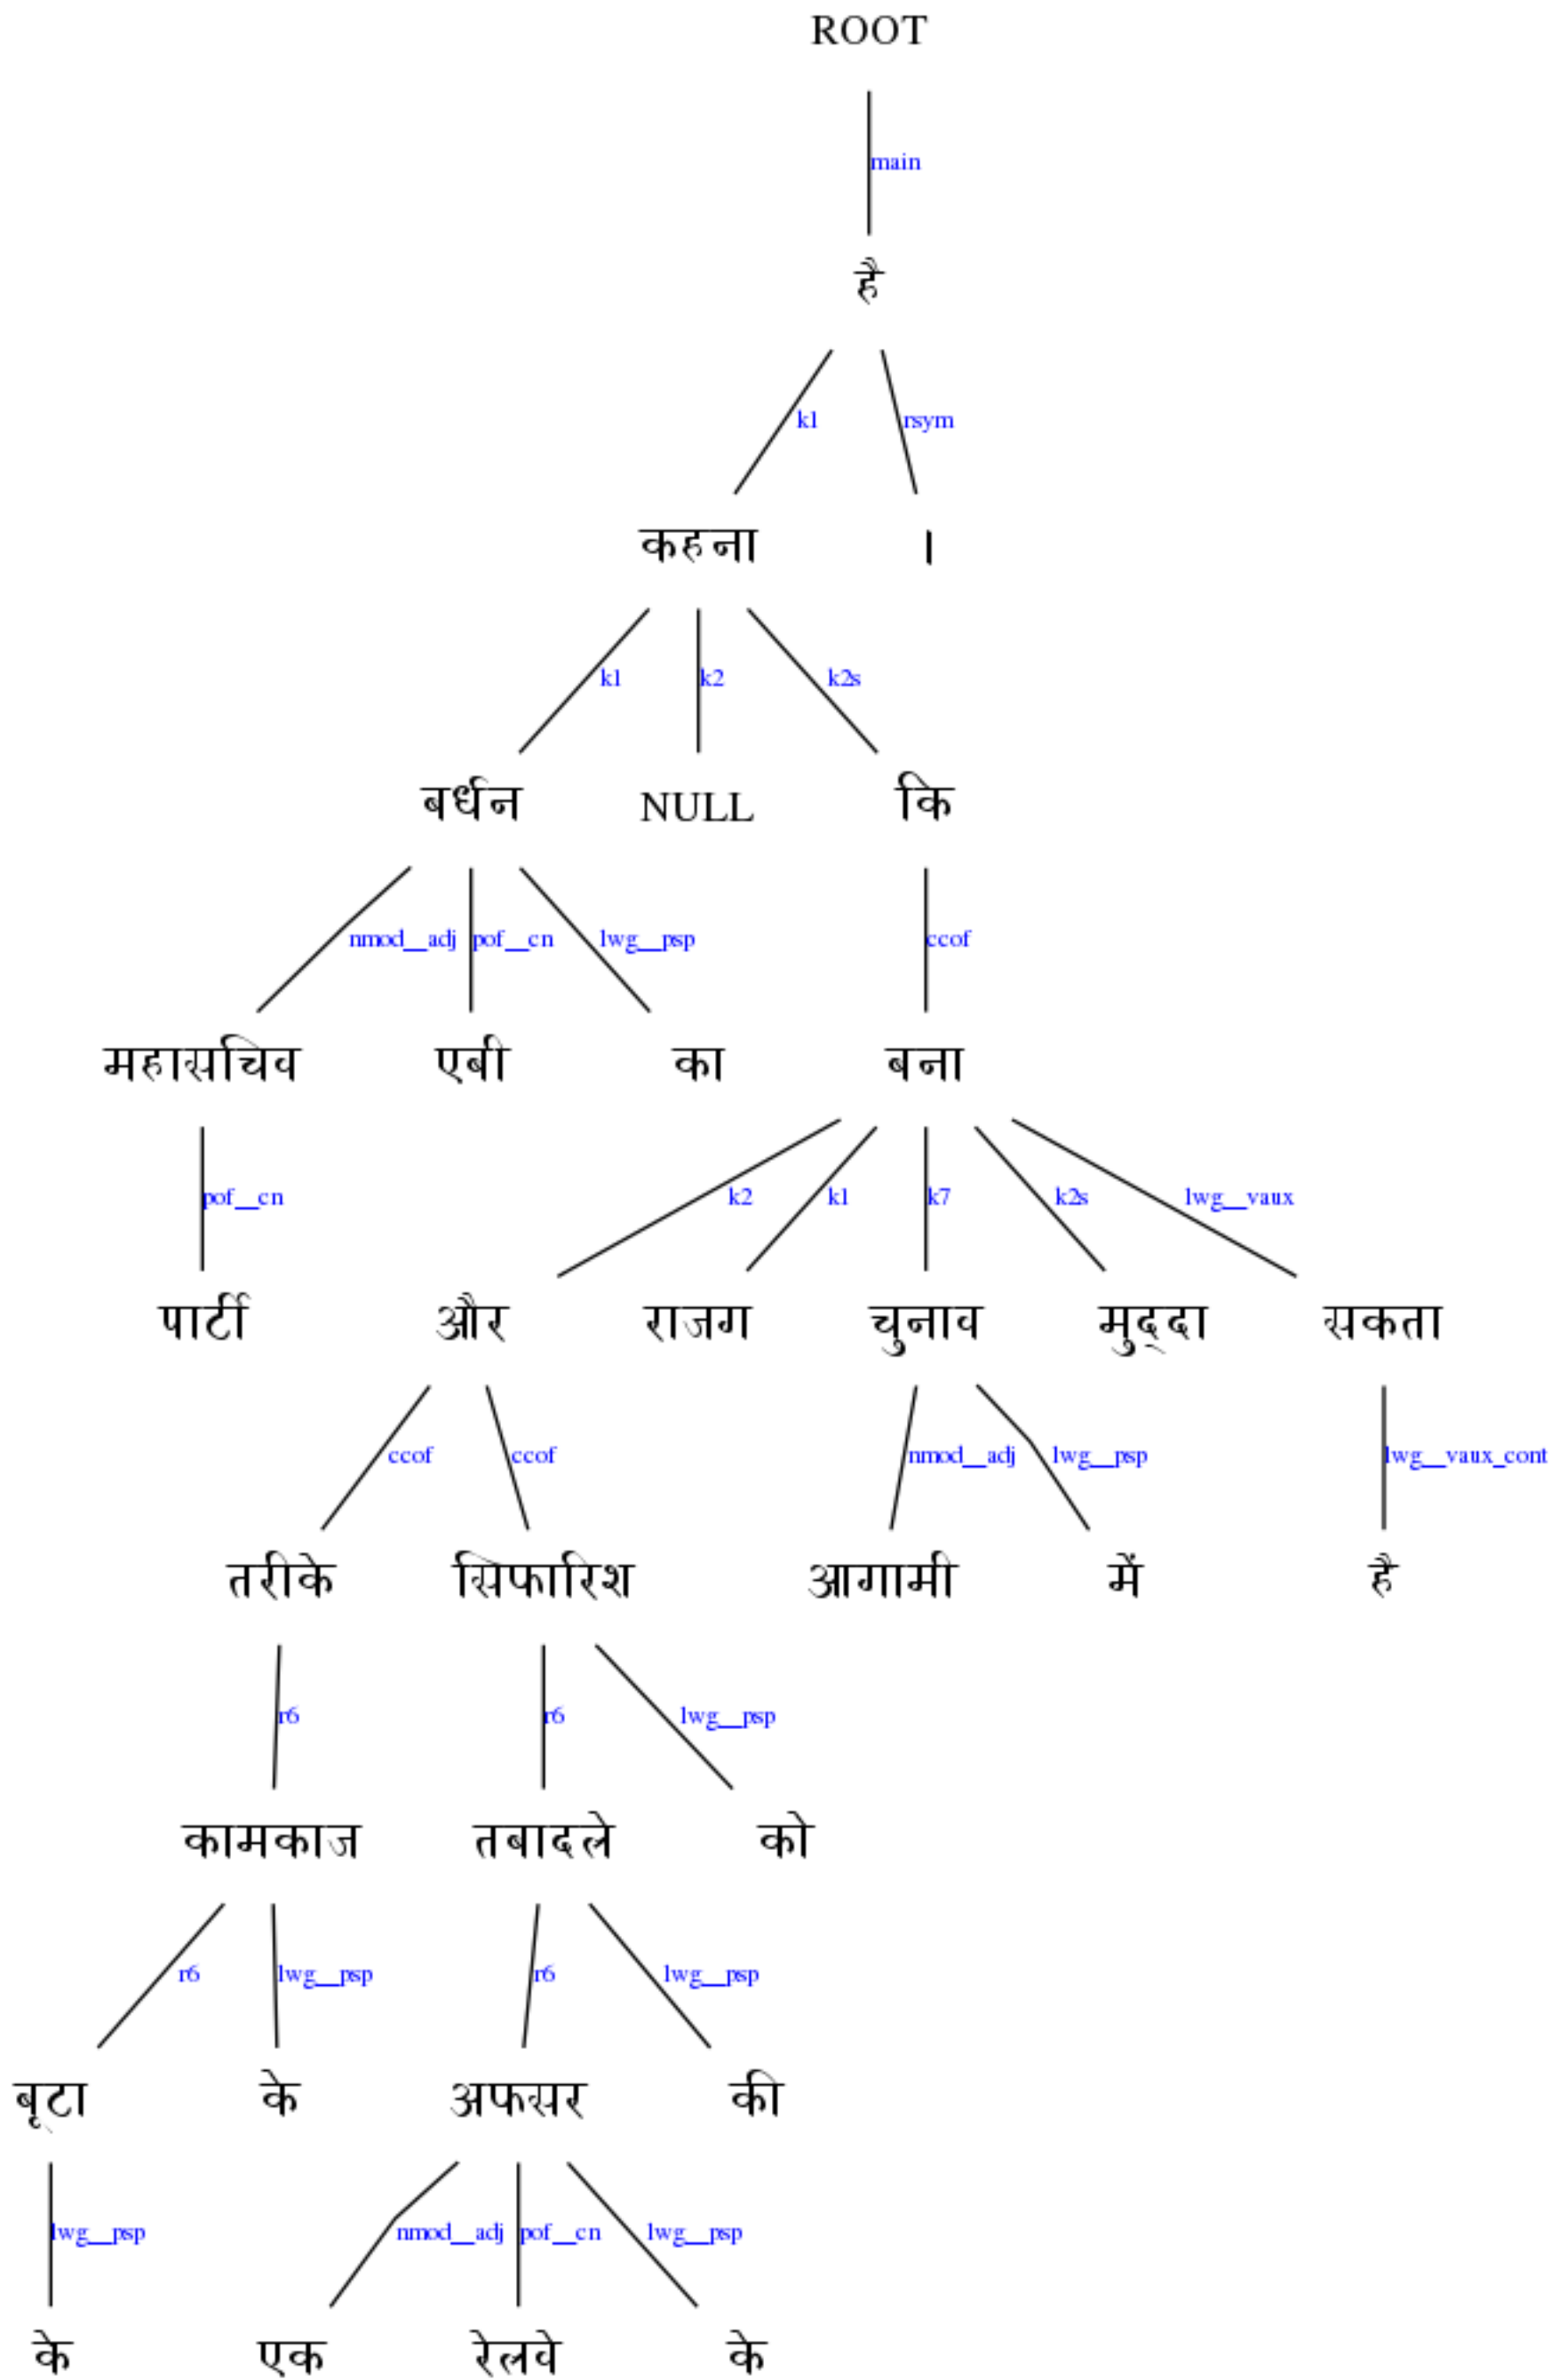 ROOT
main
है
k1 rsym
कहना ।
k1 k2 k2s
बर्धन NULL कि
nmod__adj pof__cn lwg__psp ccof
महासचिव एबी का बना
pof__cn k2 k1 k7 k2s lwg__vaux
पार्टी और राजग चुनाव मुद्दा सकता
ccof ccof nmod__adj lwg__psp lwg__vaux_cont
तरीके सिफारिश आगामी में है
r6 r6 lwg__psp
कामकाज तबादले को
r6 lwg__psp r6 lwg__psp
बूटा के अफसर की
lwg__psp nmod__adj pof__cn lwg__psp
के एक रेलवे के